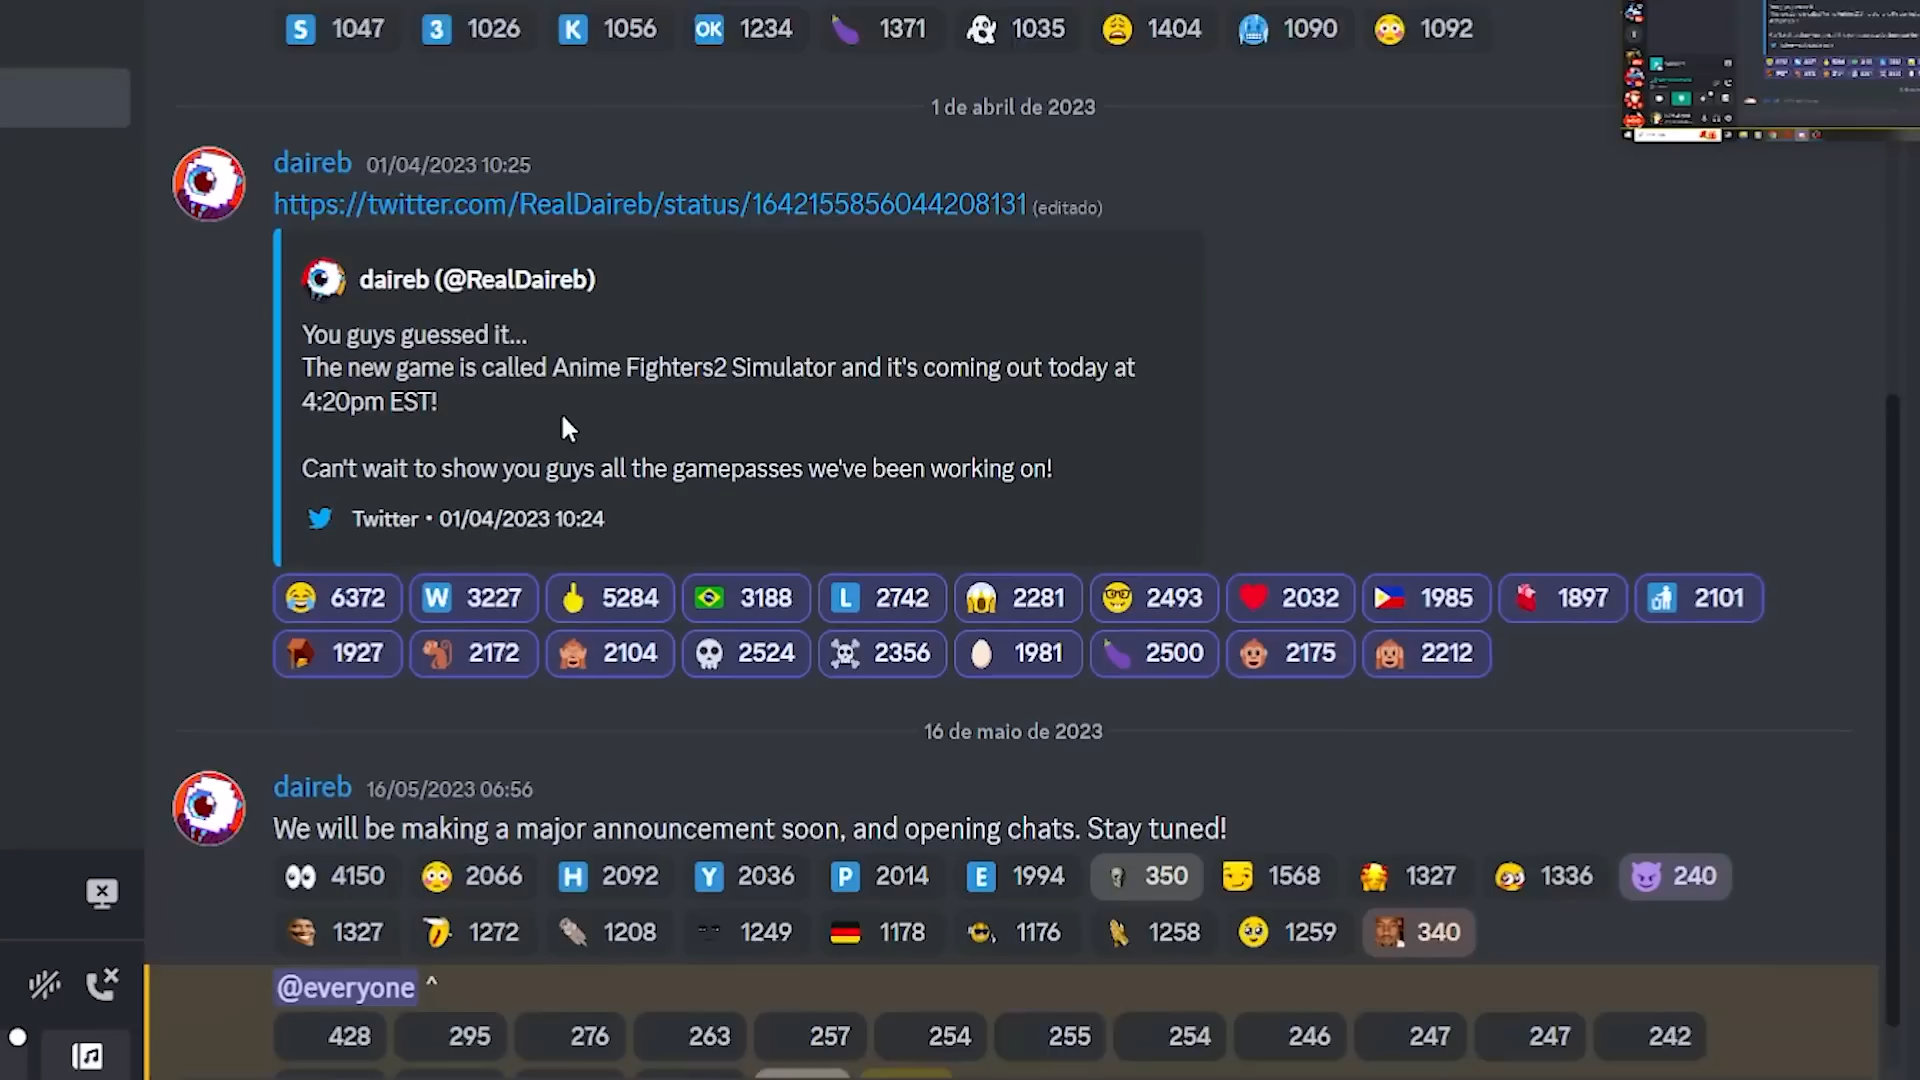 S 1047 3 1026 K 1056 OK 1234 1371 1035 1404 1090 1092
1 de abril de 2023
daireb 01/04/2023 10:25
https://twitter.com/RealDaireb/status/1642155856044208131 (editado)
daireb (@RealDaireb)
You guys guessed it...
The new game is called Anime Fighters2 Simulator and it's coming out today at
4:20pm EST!
Can't wait to show you guys all the gamepasses we've been working on!
Twitter • 01/04/2023 10:24
6372 W 3227 5284 3188 L 2742 2281 2493 2032 1985 1897 2101
1927 2172 2104 2524 2356 1981 2500 2175 2212
16 de maio de 2023
daireb 16/05/2023 06:56
We will be making a major announcement soon, and opening chats. Stay tuned!
4150 2066 H 2092 Y 2036 P 2014 E 1994 350 1568 1327 1336 240
1327 1272 1208 1249 1178 1176 1258 1259 340
@everyone ^
428 295 276 263 257 254 255 254 246 247 247 242